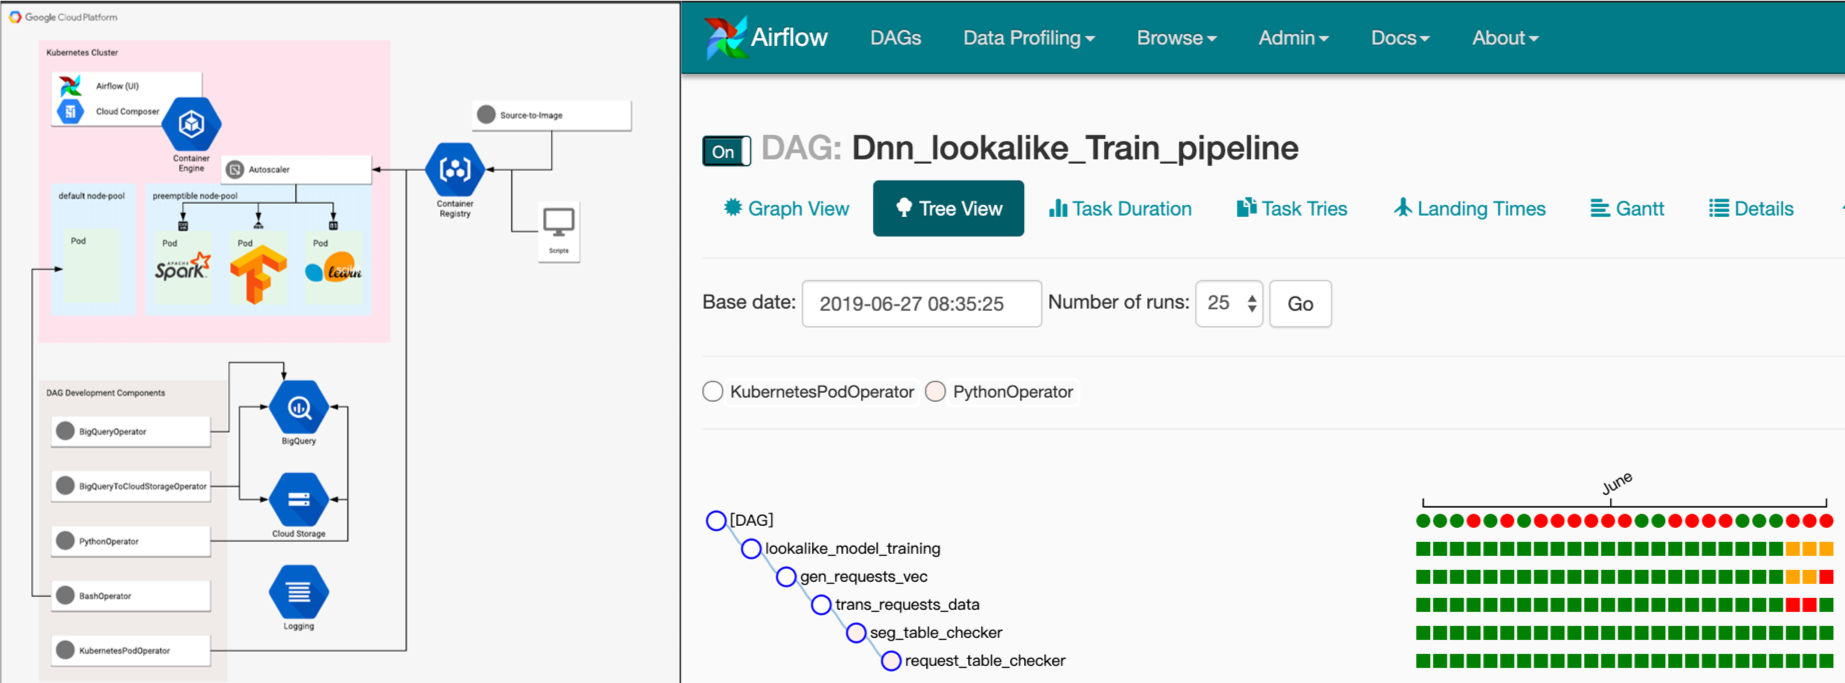 Google Cloud Platform
Kubernetes Cluster
Airflow (UI)
Cloud Composer
Container
Engine
Source-to-Image
Autoscaler
Container
Registry
Scripts
default node-pool
preemptible node-pool
Pod
Pod
Pod
Pod
APACHE
Spark
learn
DAG Development Components
BigQueryOperator
BigQuery
BigQueryToCloudStorageOperator
Cloud Storage
PythonOperator
BashOperator
Logging
KubernetesPodOperator
Airflow DAGs Data Profiling Browse Admin Docs About
On DAG: Dnn_lookalike_Train_pipeline
Graph View Tree View Task Duration Task Tries Landing Times Gantt Details
Base date: 2019-06-27 08:35:25 Number of runs: 25 Go
KubernetesPodOperator PythonOperator
June
[DAG]
lookalike_model_training
gen_requests_vec
trans_requests_data
seg_table_checker
request_table_checker